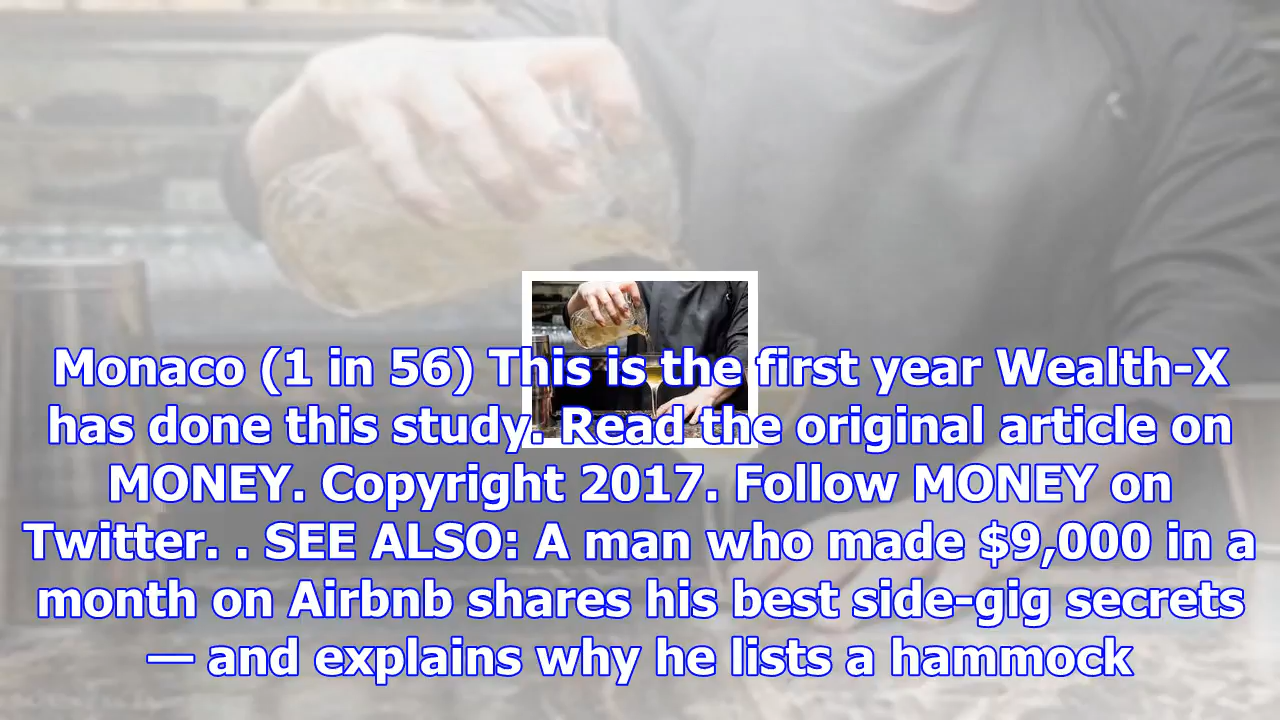 Monaco (1 in 56) This is the first year Wealth-X
has done this study. Read the original article on
MONEY. Copyright 2017. Follow MONEY on
Twitter. . SEE ALSO: A man who made $9,000 in a
month on Airbnb shares his best side-gig secrets
— and explains why he lists a hammock